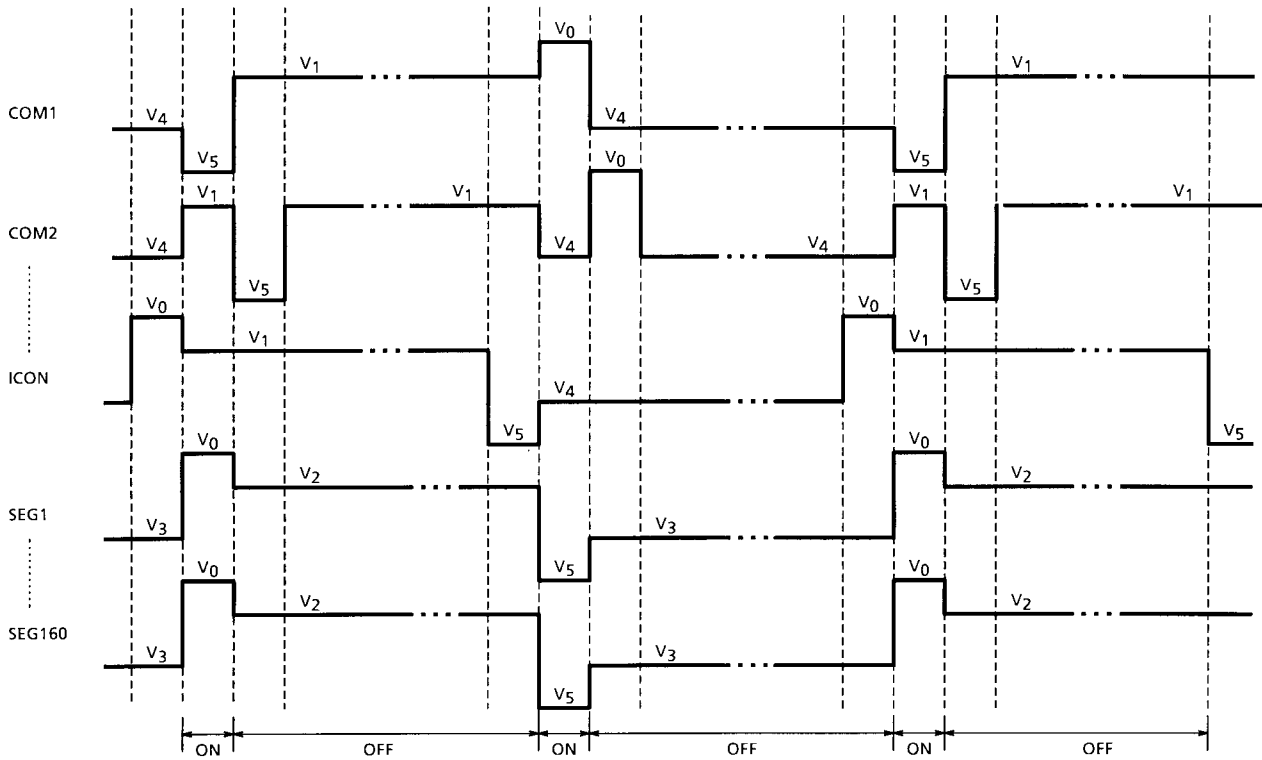 V0
V1 V1
COM1 V4 V4
V5 V0 V5
V1 V1 V1 V1
COM2 V4 V4 V4
V5 V0 V0 V5
V1 V1
ICON V4
V5 V5
V0 V0
V2 V2
SEG1 V3 V3
V0 V5 V0
V2 V2
SEG160 V3 V3
V5
ON OFF ON OFF ON OFF